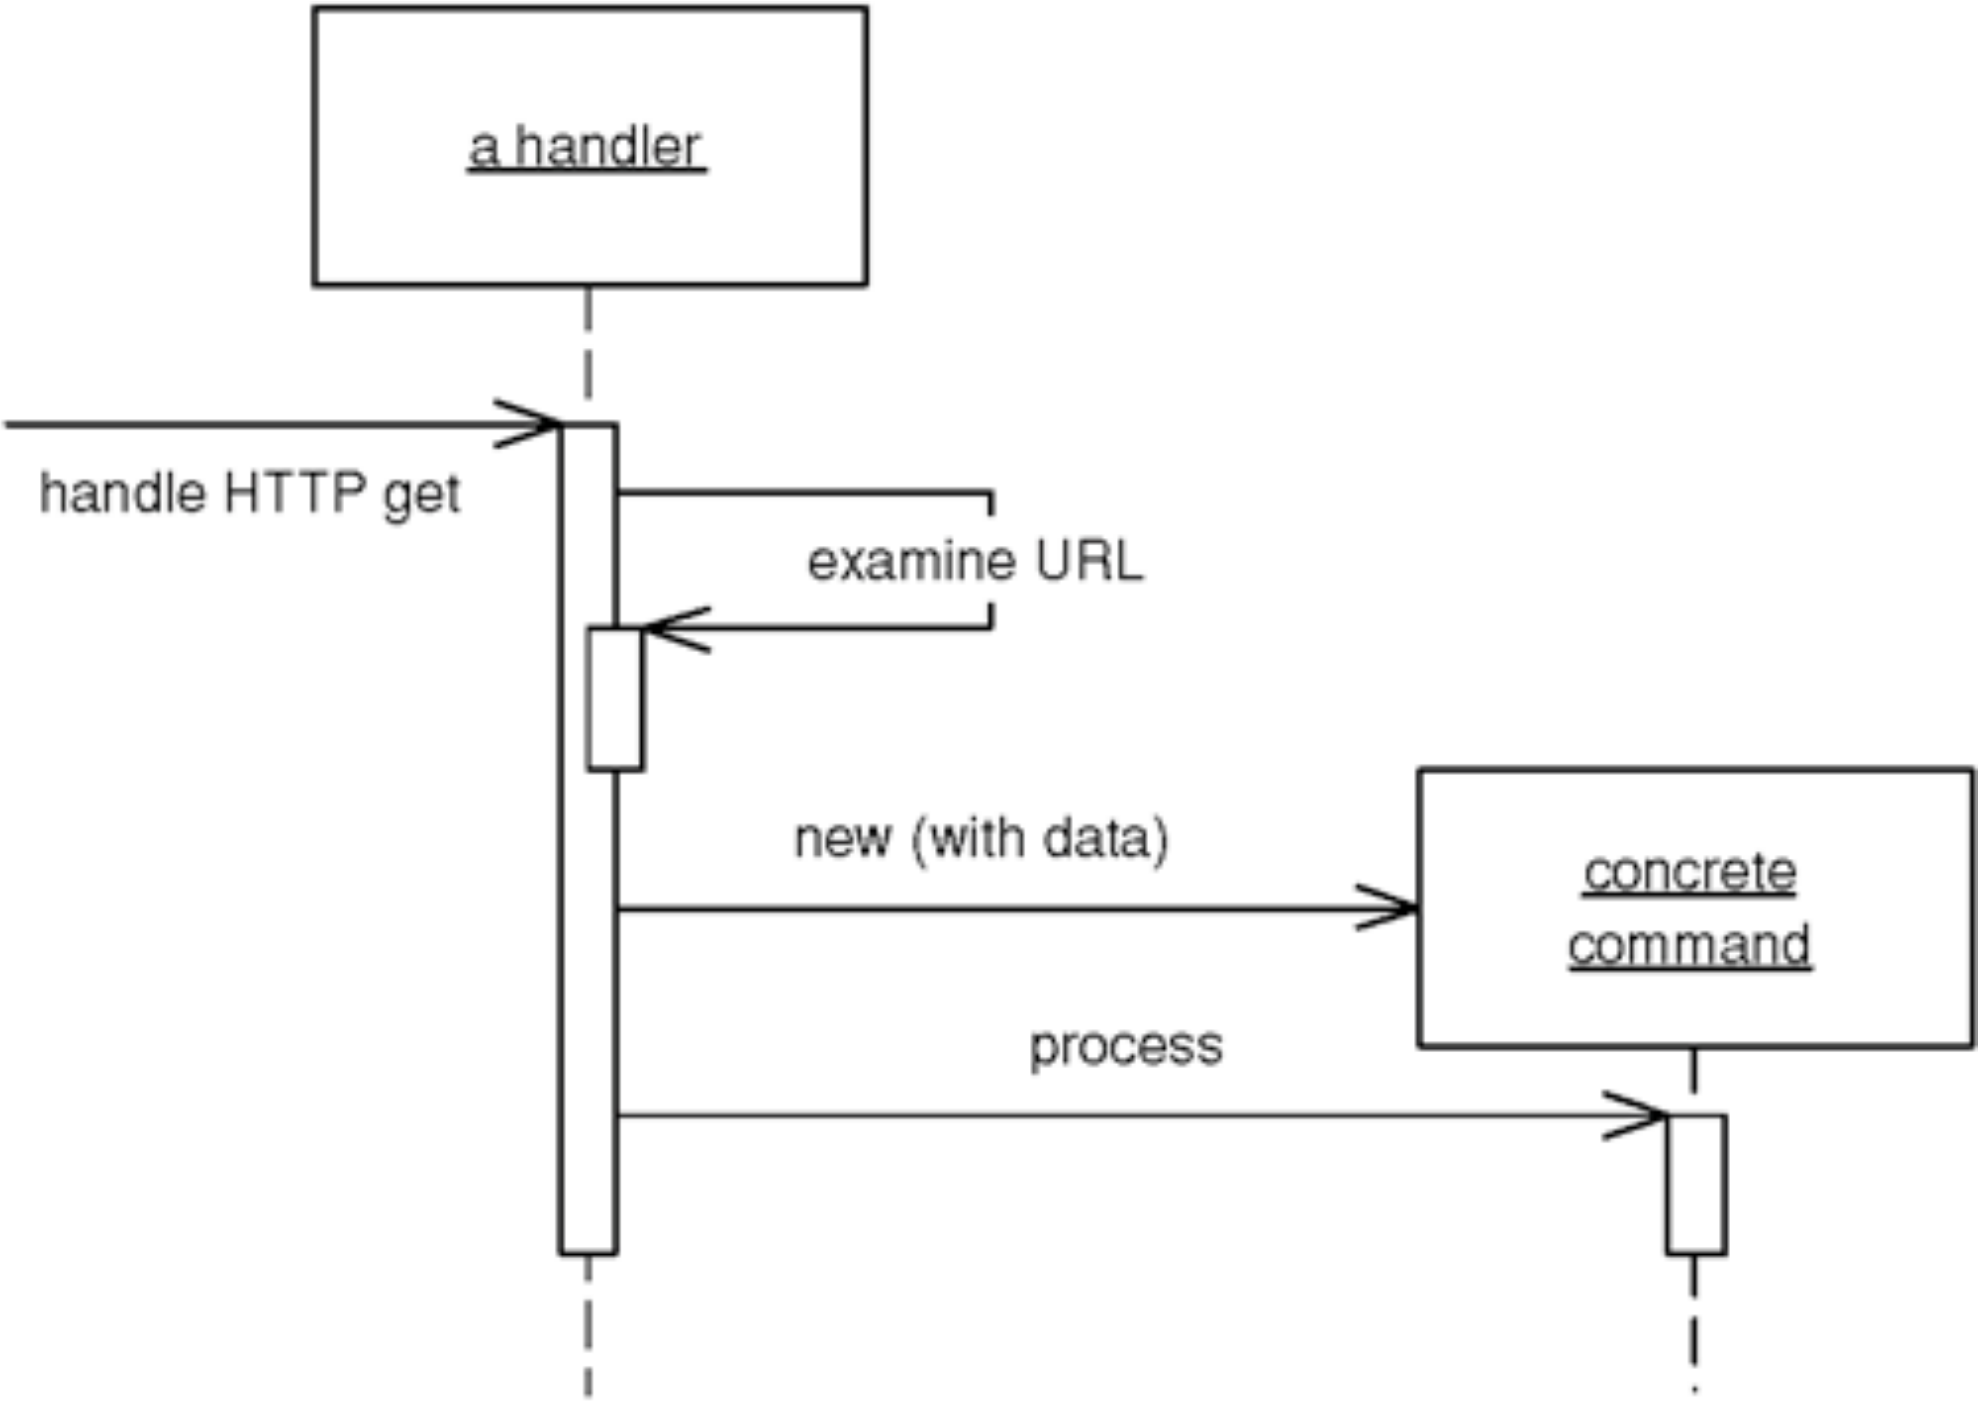 a handler
handle HTTP get
examine URL
new (with data)
concrete
command
process